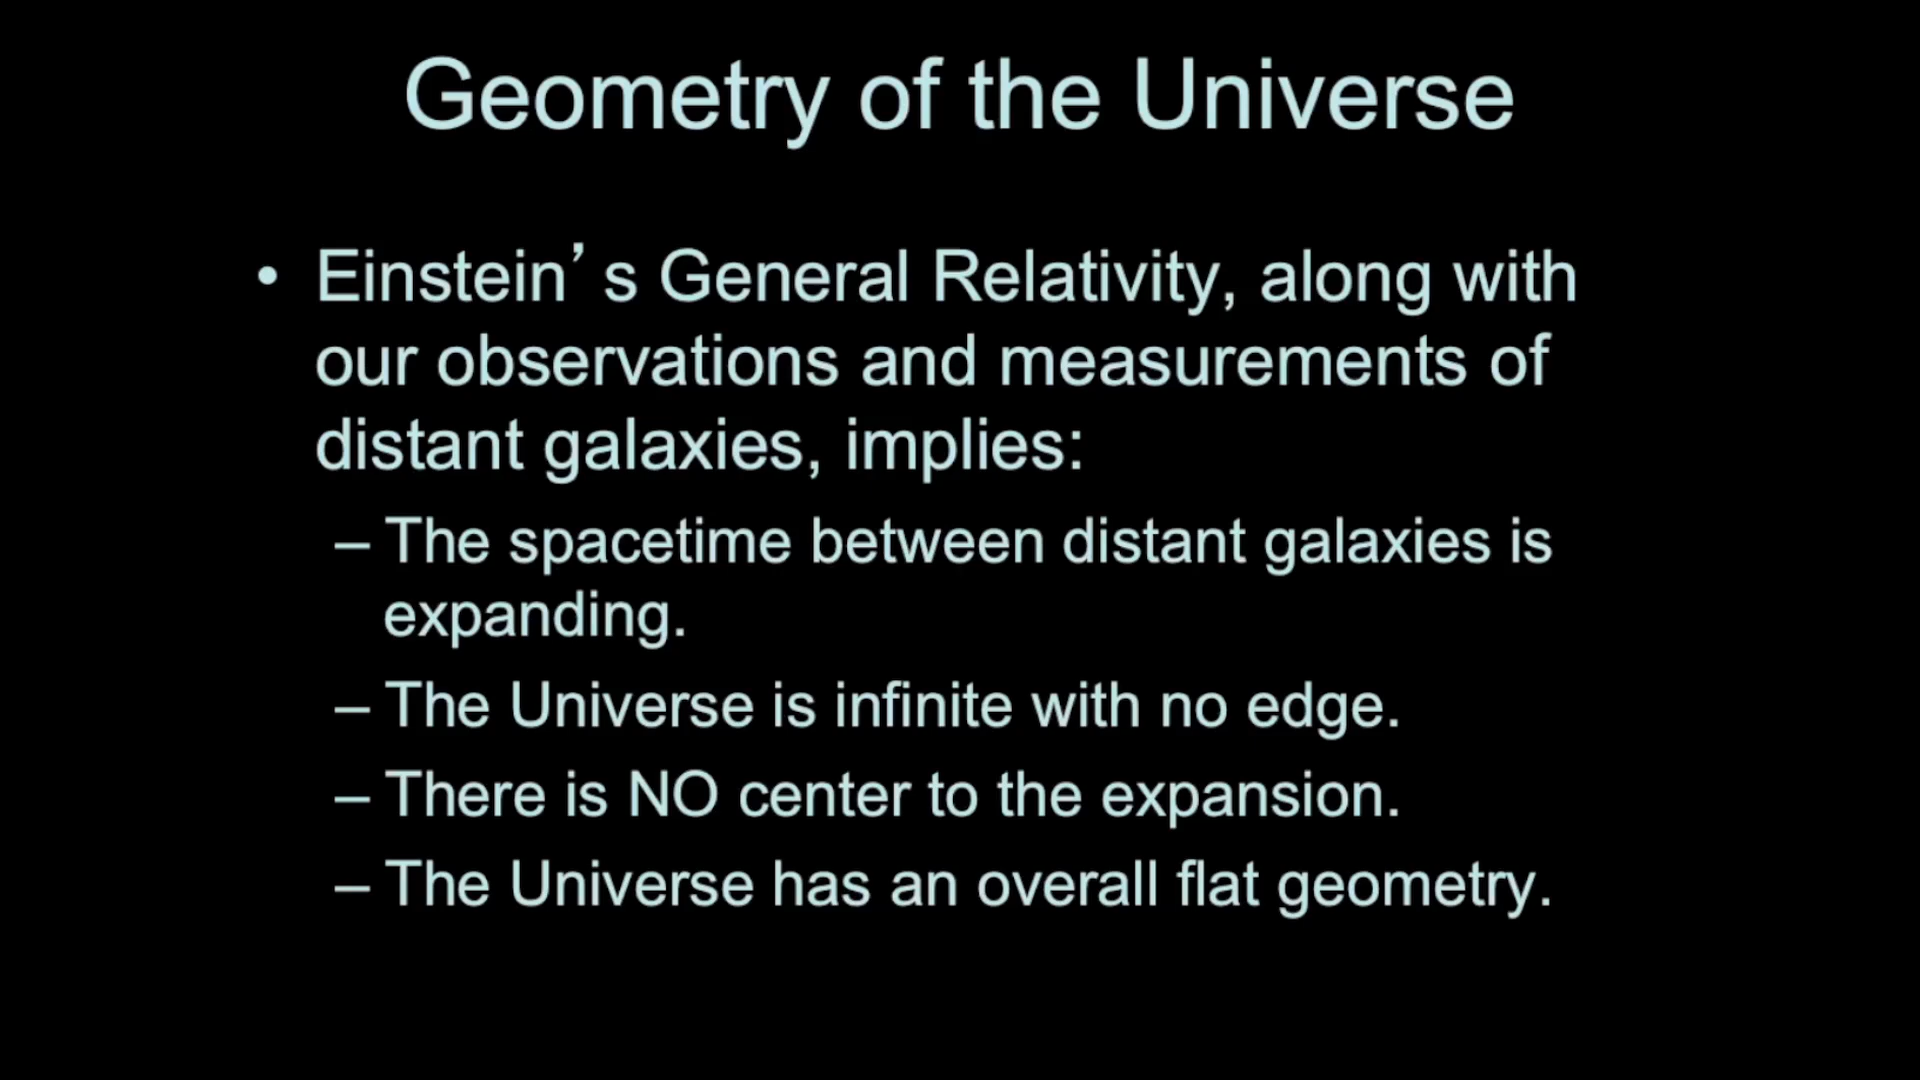 Geometry of the Universe
• Einstein’s General Relativity, along with
our observations and measurements of
distant galaxies, implies:
– The spacetime between distant galaxies is
expanding.
– The Universe is infinite with no edge.
– There is NO center to the expansion.
– The Universe has an overall flat geometry.